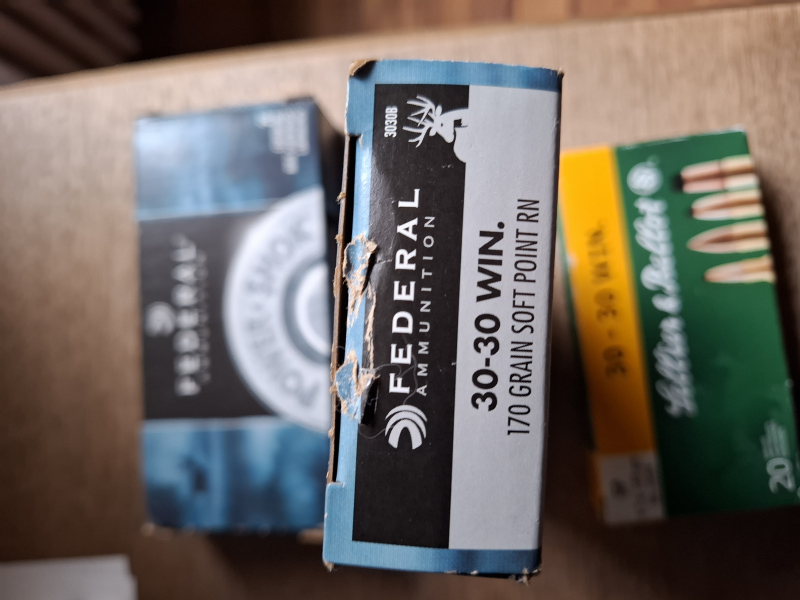 3030B
FEDERAL
AMMUNITION
30-30 WIN.
170 GRAIN SOFT POINT RN
FEDERAL
AMMUNITION
POWER·SHOK
30-30 WIN.
Sellier & Bellot
20